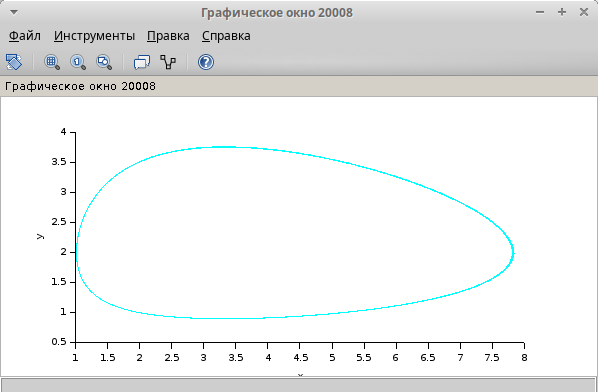 Графическое окно 20008
Файл Инструменты Правка Справка
Графическое окно 20008
4
3.5
3
2.5
y
2
1.5
1
0.5
1 1.5 2 2.5 3 3.5 4 4.5 5 5.5 6 6.5 7 7.5 8